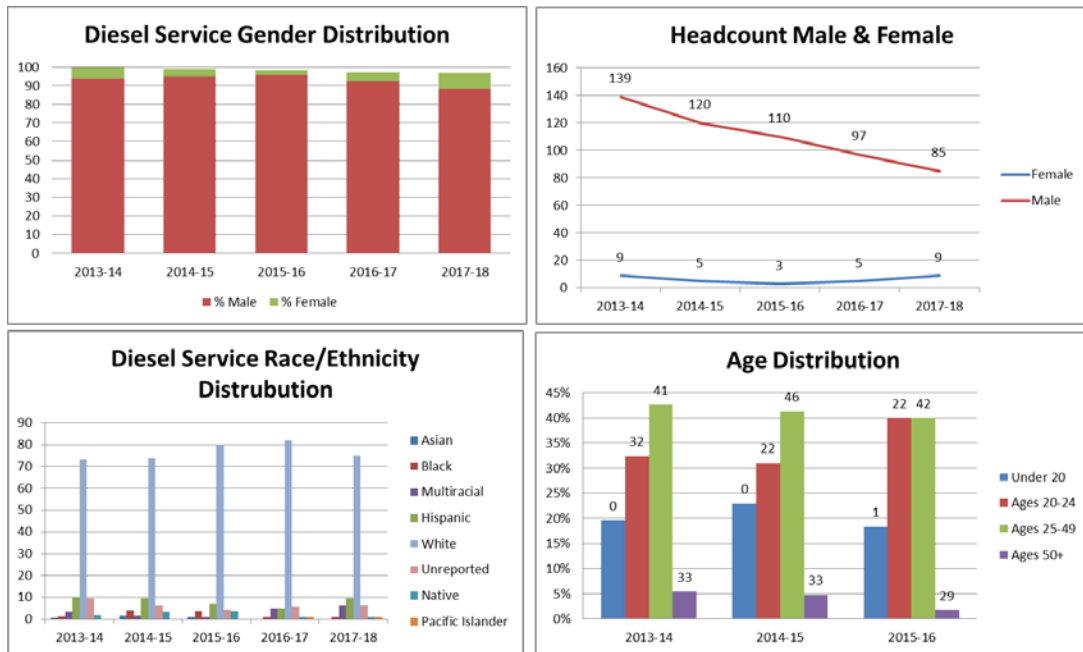 Diesel Service Gender Distribution
100
90
80
70
60
50
40
30
20
10
0
2013-14 2014-15 2015-16 2016-17 2017-18
% Male % Female
Headcount Male & Female
160
140
120
100
80
60
40
20
0
139 120 110 97 85
9 5 3 5 9
2013-14 2014-15 2015-16 2016-17 2017-18
Female
Male
Diesel Service Race/Ethnicity
Distrubution
90
80
70
60
50
40
30
20
10
0
2013-14 2014-15 2015-16 2016-17 2017-18
Asian
Black
Multiracial
Hispanic
White
Unreported
Native
Pacific Islander
Age Distribution
45%
40%
35%
30%
25%
20%
15%
10%
5%
0%
0 32 41 33
0 22 46 33
1 22 42 29
2013-14 2014-15 2015-16
Under 20
Ages 20-24
Ages 25-49
Ages 50+